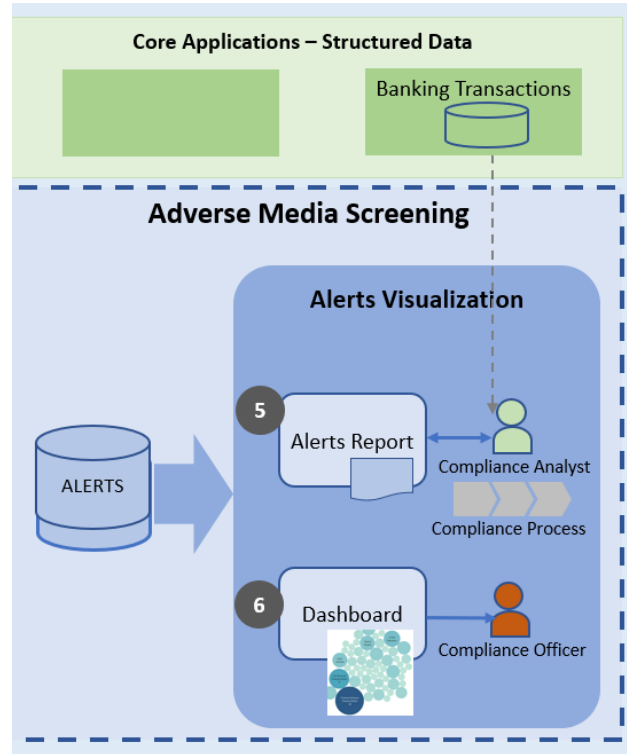 Core Applications – Structured Data
Banking Transactions
Adverse Media Screening
Alerts Visualization
5
Alerts Report
Compliance Analyst
ALERTS
Compliance Process
6
Dashboard
Compliance Officer